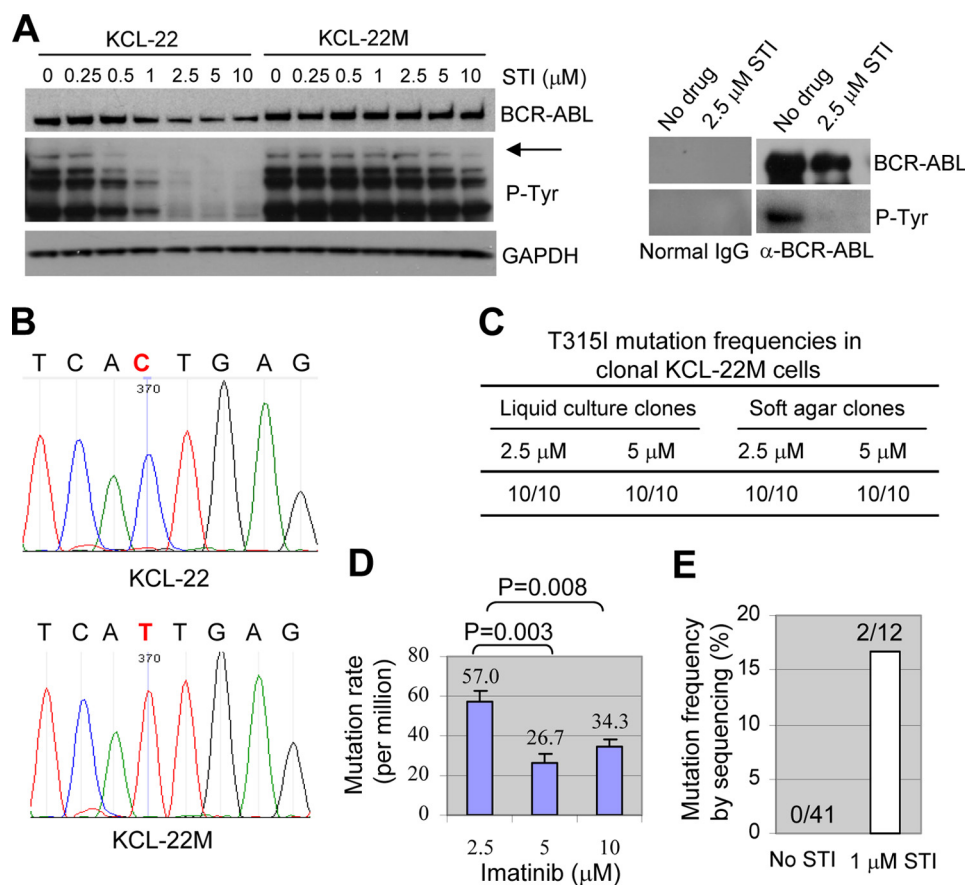 A
KCL-22 KCL-22M
0 0.25 0.5 1 2.5 5 10 0 0.25 0.5 1 2.5 5 10 STI (μM)
BCR-ABL
P-Tyr
GAPDH
No drug 2.5 μM STI No drug 2.5 μM STI
BCR-ABL
P-Tyr
Normal IgG α-BCR-ABL
B
T C A C T G A G
370
KCL-22
T C A T T G A G
370
KCL-22M
C
T315I mutation frequencies in
clonal KCL-22M cells
Liquid culture clones Soft agar clones
2.5 μM 5 μM 2.5 μM 5 μM
10/10 10/10 10/10 10/10
D
P=0.008
P=0.003
Mutation rate
(per million)
80
60
40
20
0
57.0
26.7
34.3
2.5 5 10
Imatinib (μM)
E
Mutation frequency
by sequencing (%)
20
15
10
5
0
2/12
0/41
No STI 1 μM STI